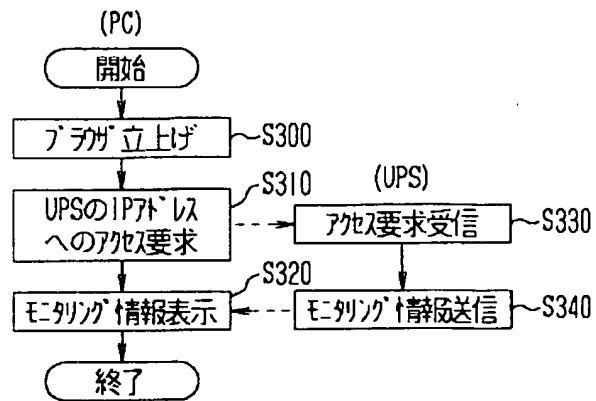 (PC)
開始
ブラウザ立上げ
S300
UPSのIPアドレス
へのアクセス要求
S310
(UPS)
アクセス要求受信
S330
モニタリング情報表示
S320
モニタリング情報送信
S340
終了